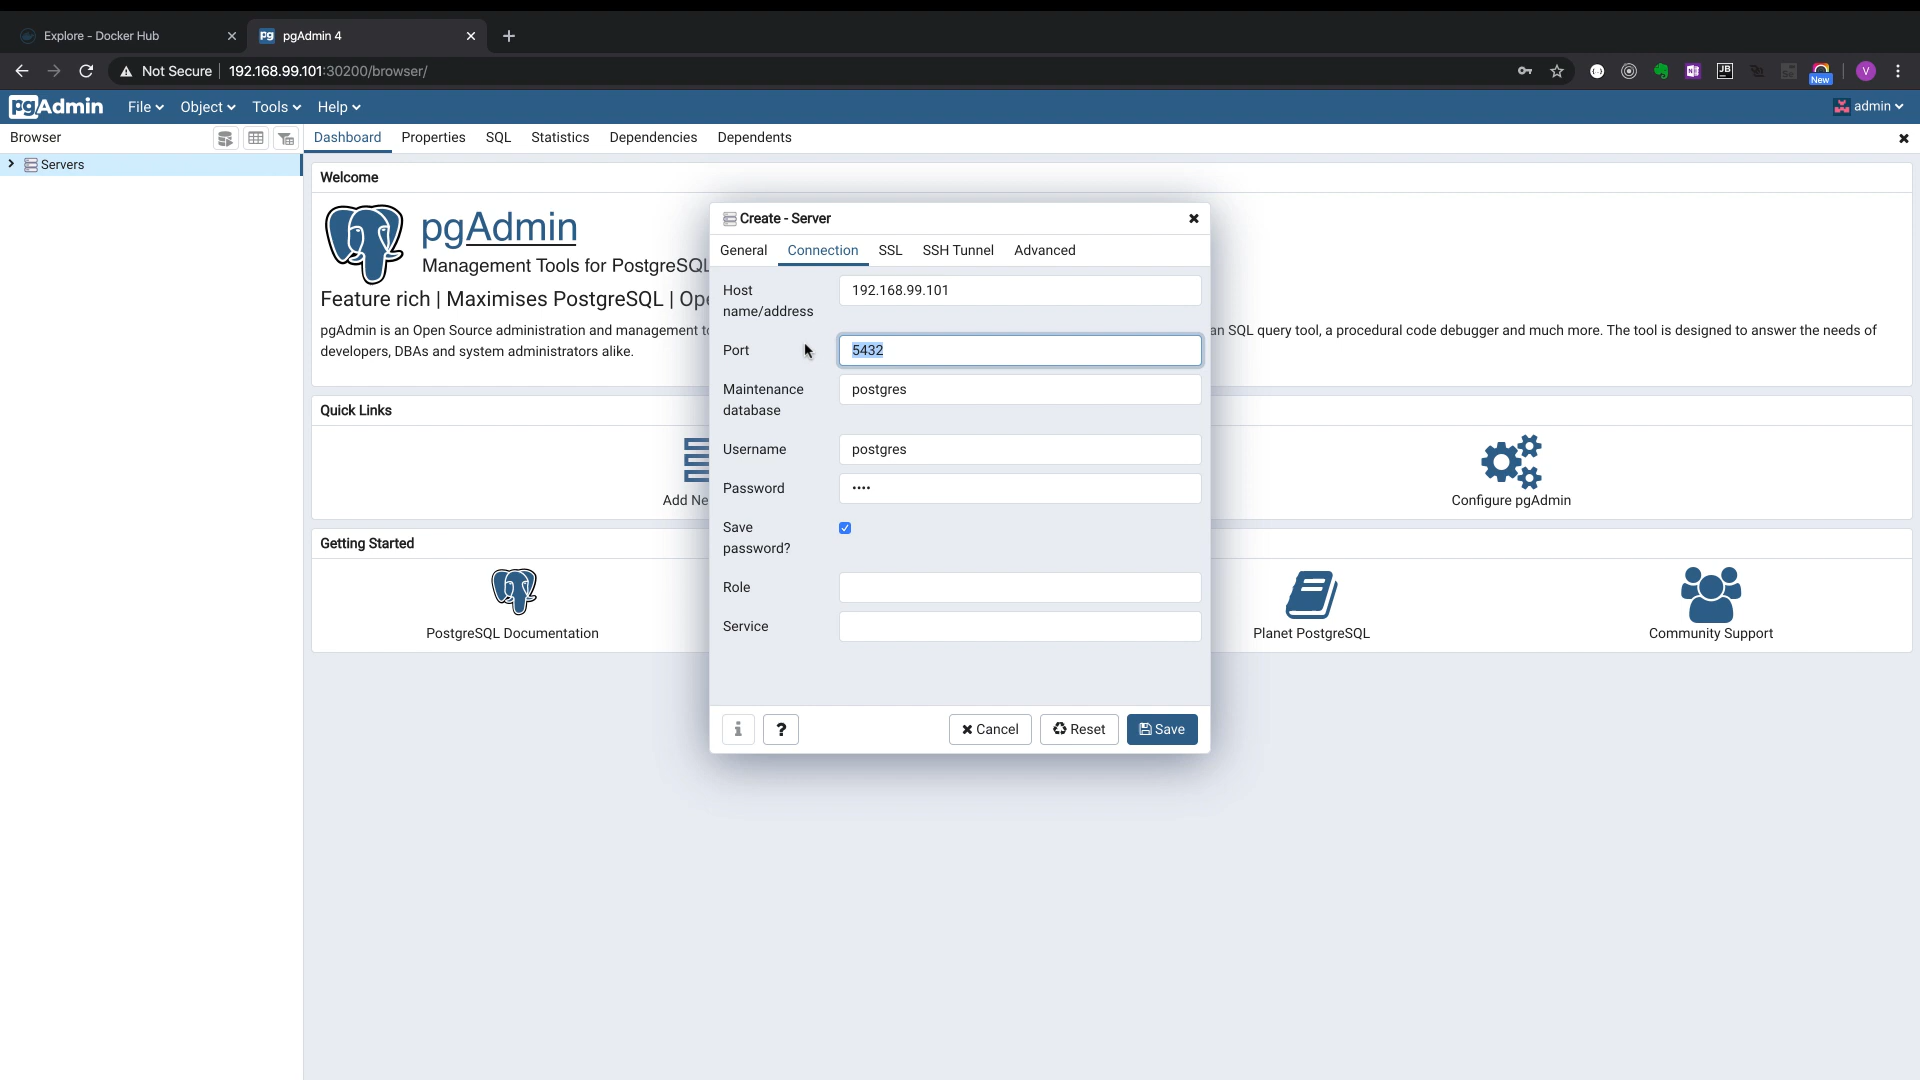 Explore - Docker Hub
pgAdmin 4
Not Secure
192.168.99.101:30200/browser/
New
V
pgAdmin
File
Object
Tools
Help
admin
Browser
Dashboard
Properties
SQL
Statistics
Dependencies
Dependents
Servers
Welcome
pgAdmin
Management Tools for PostgreSQL
Feature rich | Maximises PostgreSQL | Ope
pgAdmin is an Open Source administration and management to
an SQL query tool, a procedural code debugger and much more. The tool is designed to answer the needs of
developers, DBAs and system administrators alike.
Quick Links
Add Ne
Configure pgAdmin
Getting Started
PostgreSQL Documentation
Planet PostgreSQL
Community Support
Create - Server
General
Connection
SSL
SSH Tunnel
Advanced
Host
name/address
192.168.99.101
Port
5432
Maintenance
database
postgres
Username
postgres
Password
••••
Save
password?
Role
Service
i
?
Cancel
Reset
Save